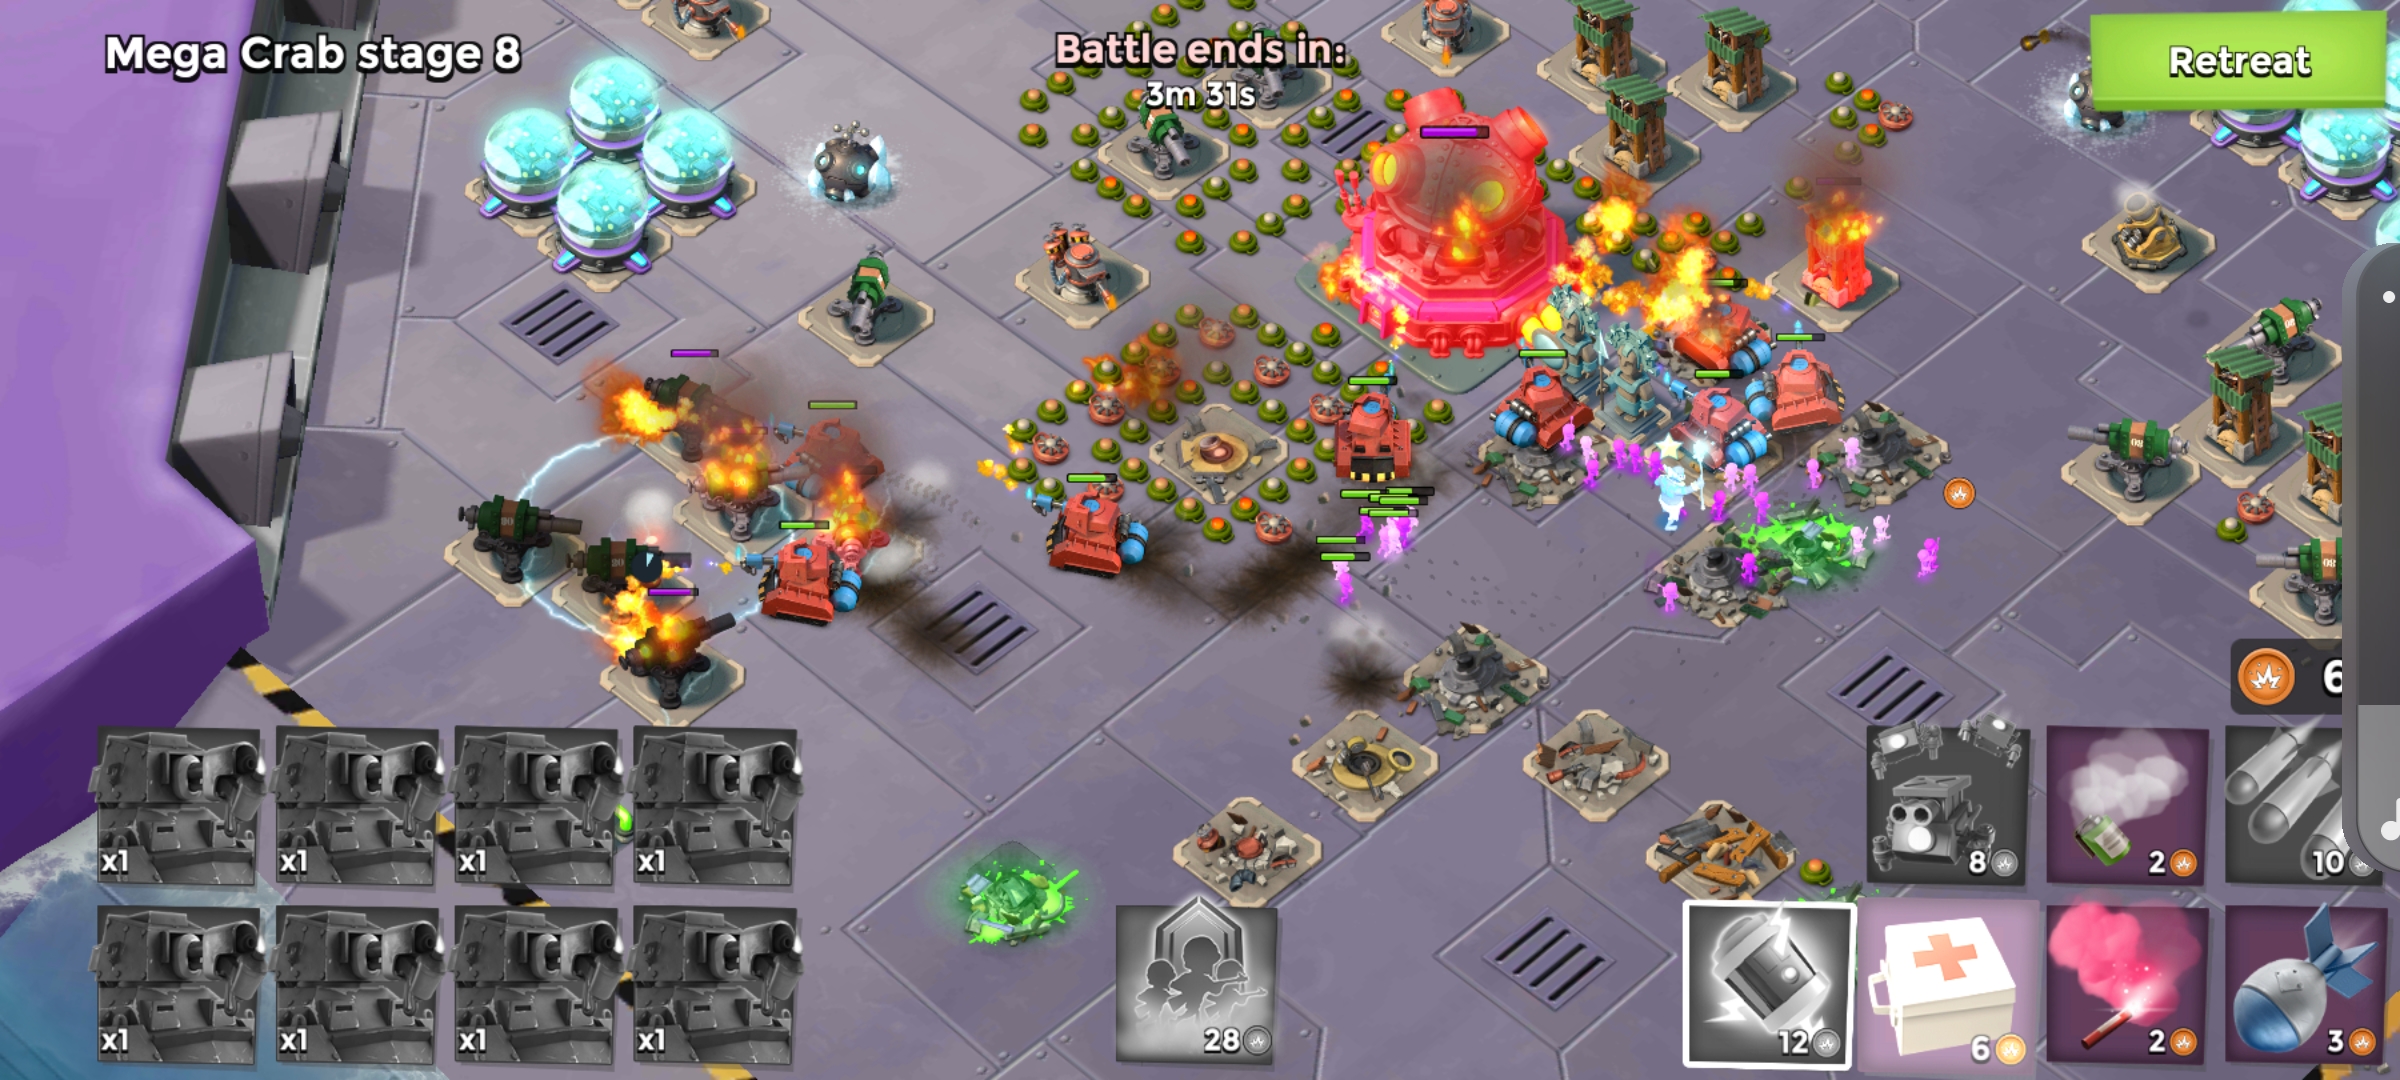 Mega Crab stage 8
Battle ends in:
3m 31s
Retreat
6
x1
x1
x1
x1
8
2
10
x1
x1
x1
x1
28
12
6
2
3